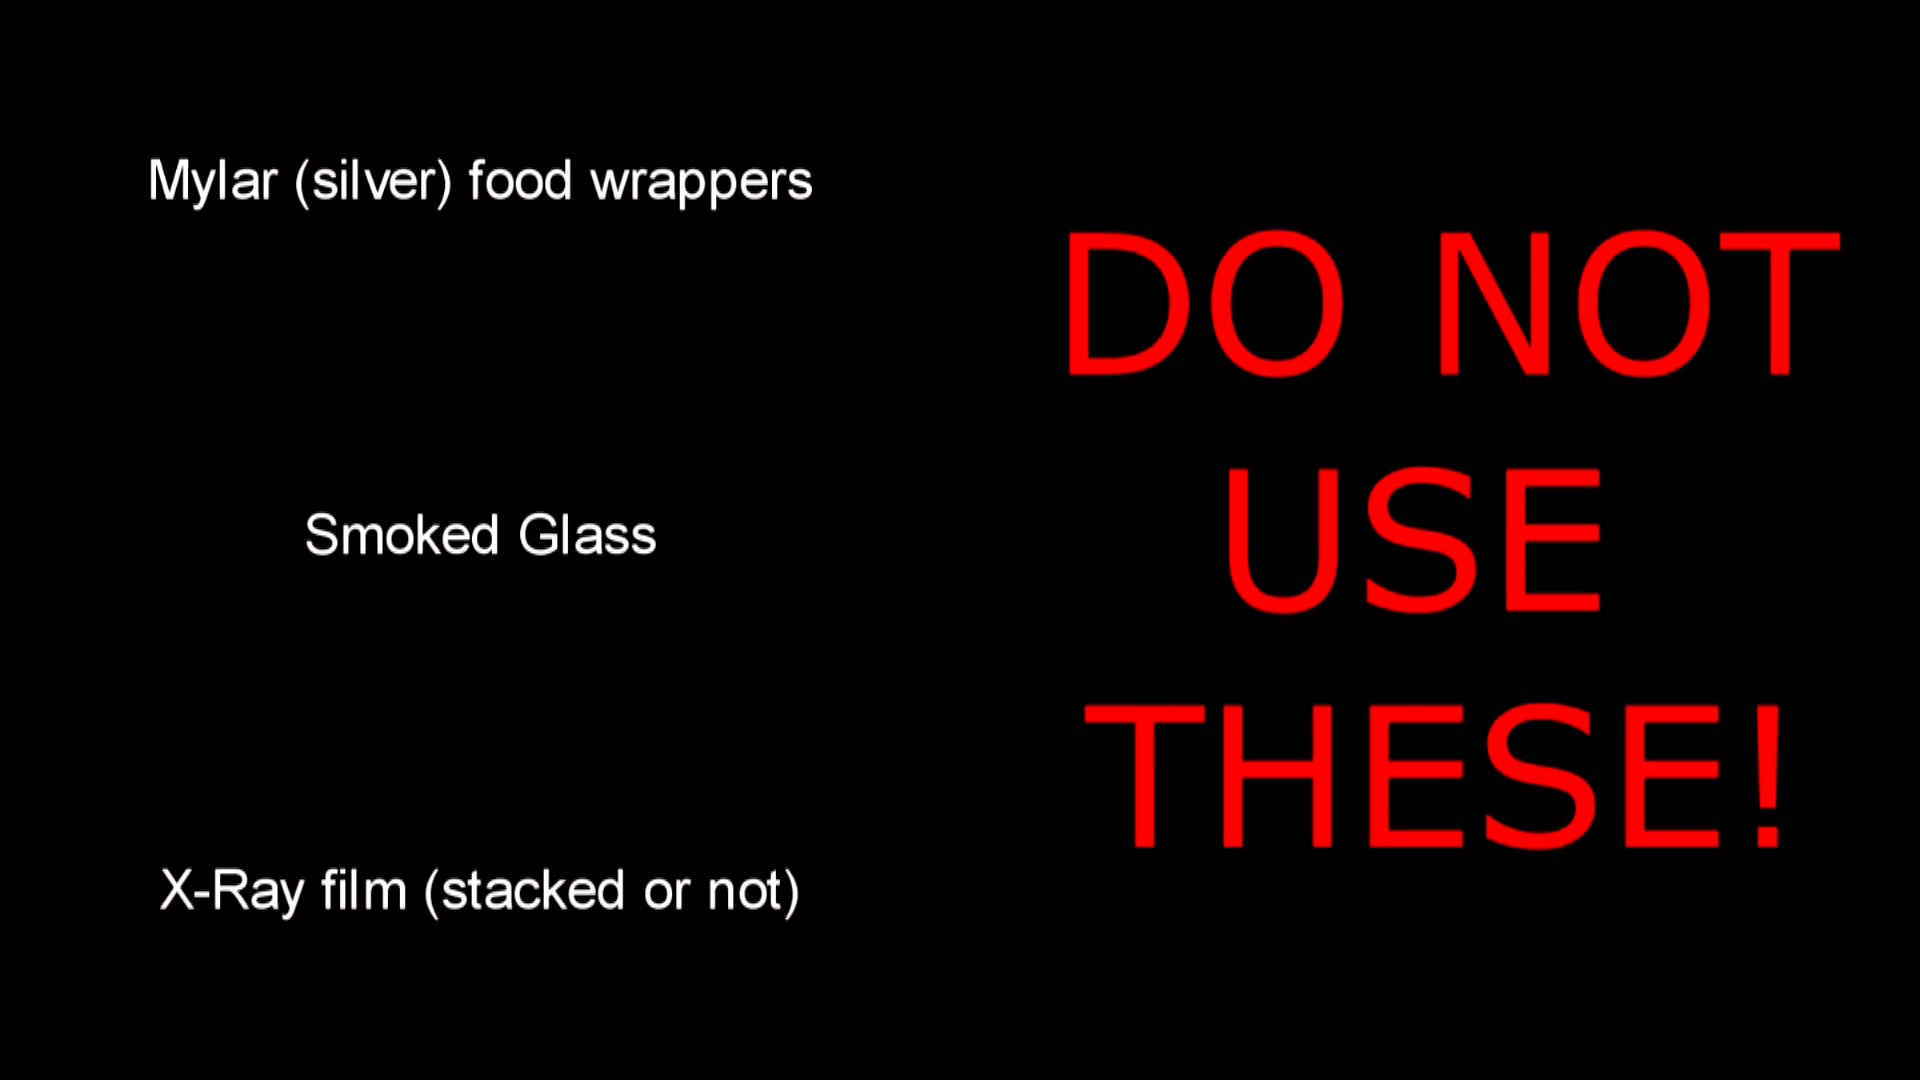 Mylar (silver) food wrappers
Smoked Glass
X-Ray film (stacked or not)
DO NOT
USE
THESE!